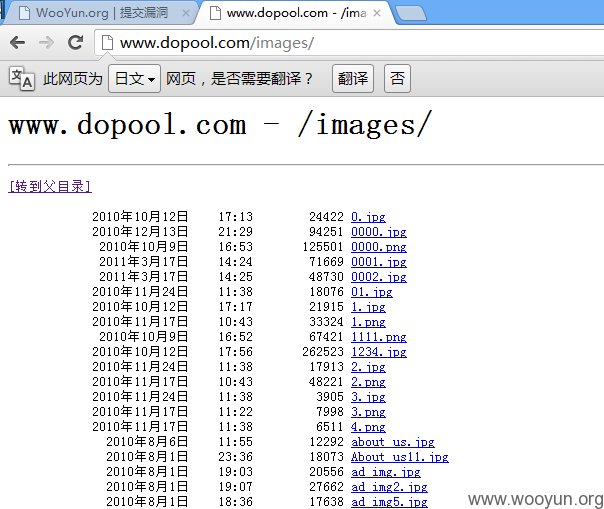 WooYun.org | 提交漏洞
www.dopool.com - /ima
www.dopool.com/images/
此网页为 日文 网页，是否需要翻译？ 翻译 否
www.dopool.com - /images/
[转到父目录]
2010年10月12日 17:13 24422 0.jpg
2010年12月13日 21:29 94251 0000.jpg
2010年10月9日 16:53 125501 0000.png
2011年3月17日 14:24 71669 0001.jpg
2011年3月17日 14:25 48730 0002.jpg
2010年11月24日 11:38 18076 01.jpg
2010年10月12日 17:17 21915 1.jpg
2010年11月17日 10:43 33324 1.png
2010年10月9日 16:52 67421 1111.png
2010年10月12日 17:56 262523 1234.jpg
2010年11月24日 11:38 17913 2.jpg
2010年11月17日 10:43 48221 2.png
2010年11月24日 11:38 3905 3.jpg
2010年11月17日 11:22 7998 3.png
2010年11月17日 11:38 6511 4.png
2010年8月6日 11:55 12292 about_us.jpg
2010年8月1日 23:36 18073 About_us11.jpg
2010年8月1日 19:03 20556 ad_img.jpg
2010年8月1日 19:07 27662 ad_img2.jpg
2010年8月1日 18:36 17638 ad_img5.jpg
www.wooyun.org